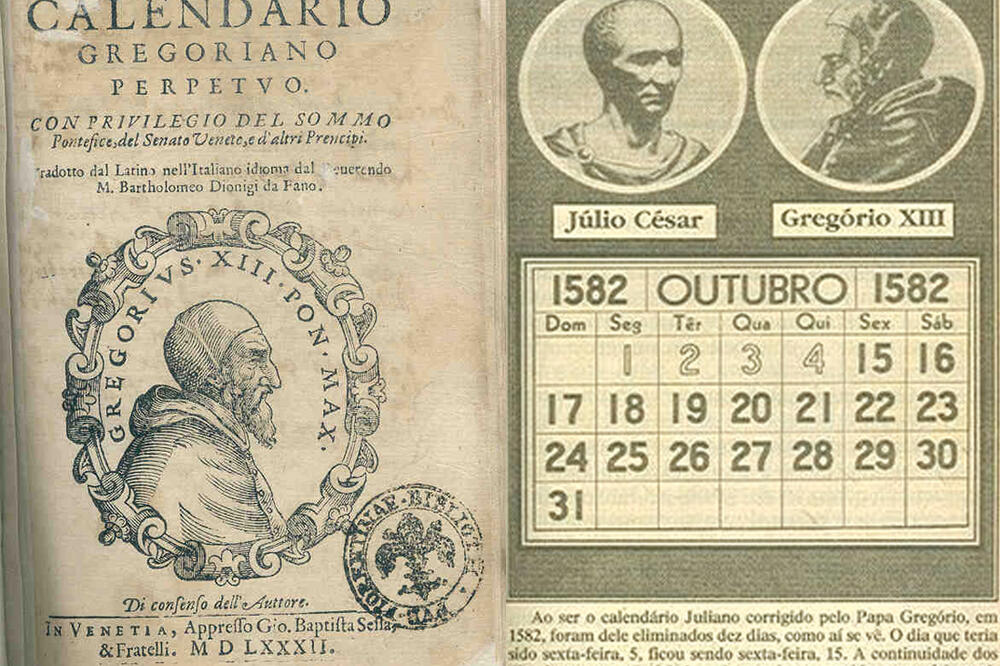 CALENDARIO
GREGORIANO
PERPETVO.
CON PRIVILEGIO DEL SOMMO
Pontefice, del Senato Veneto, e d'altri Prencipi.
radotto dal Latino nell'Italiano idioma dal euerendo
M. Bartholomeo Dionigi da Fano.
GREGORIVS·XIII·PON·MAX·
Di consenso dell'Auttore.
IN VENETIA, Appresso Gio. Baptista Sessa,
& Fratelli. M D LXXXII.
Júlio César
Gregório XIII
1582 OUTUBRO 1582
Dom Seg Têr Qua Qui Sex Sáb
1 2 3 4 15 16
17 18 19 20 21 22 23
24 25 26 27 28 29 30
31
Ao ser o calendário Juliano corrigido pelo Papa Gregório, em
1582, foram dele eliminados dez dias, como aí se vê. O dia que teria
sido sexta-feira, 5, ficou sendo sexta-feira, 15. A continuidade dos